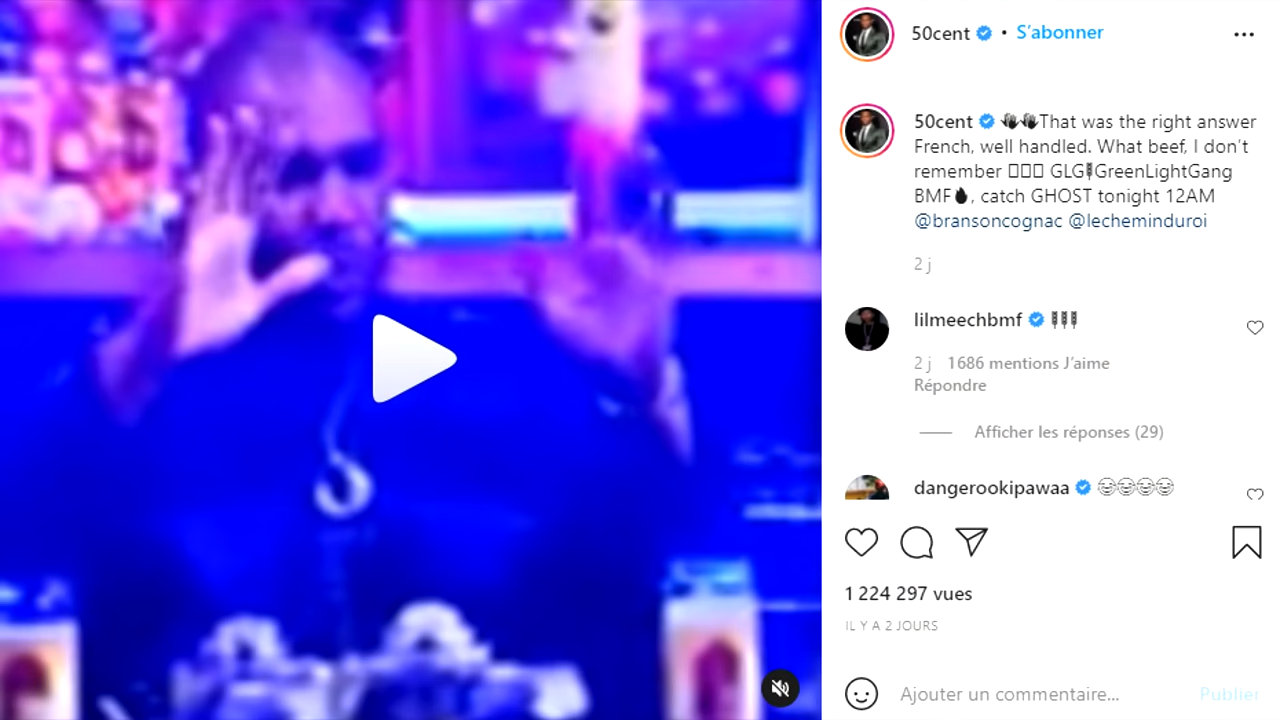 50cent • S'abonner
50cent 👐👐That was the right answer
French, well handled. What beef, I don't
remember GLG🚦GreenLightGang
BMF🔥, catch GHOST tonight 12AM
@bransoncognac @lecheminduroi
2 j
lilmeechbmf 🚦🚦🚦
2 j 1686 mentions J'aime
Répondre
Afficher les réponses (29)
dangerookipawaa 😂😂😂😂
1 224 297 vues
IL Y A 2 JOURS
Ajouter un commentaire... Publier